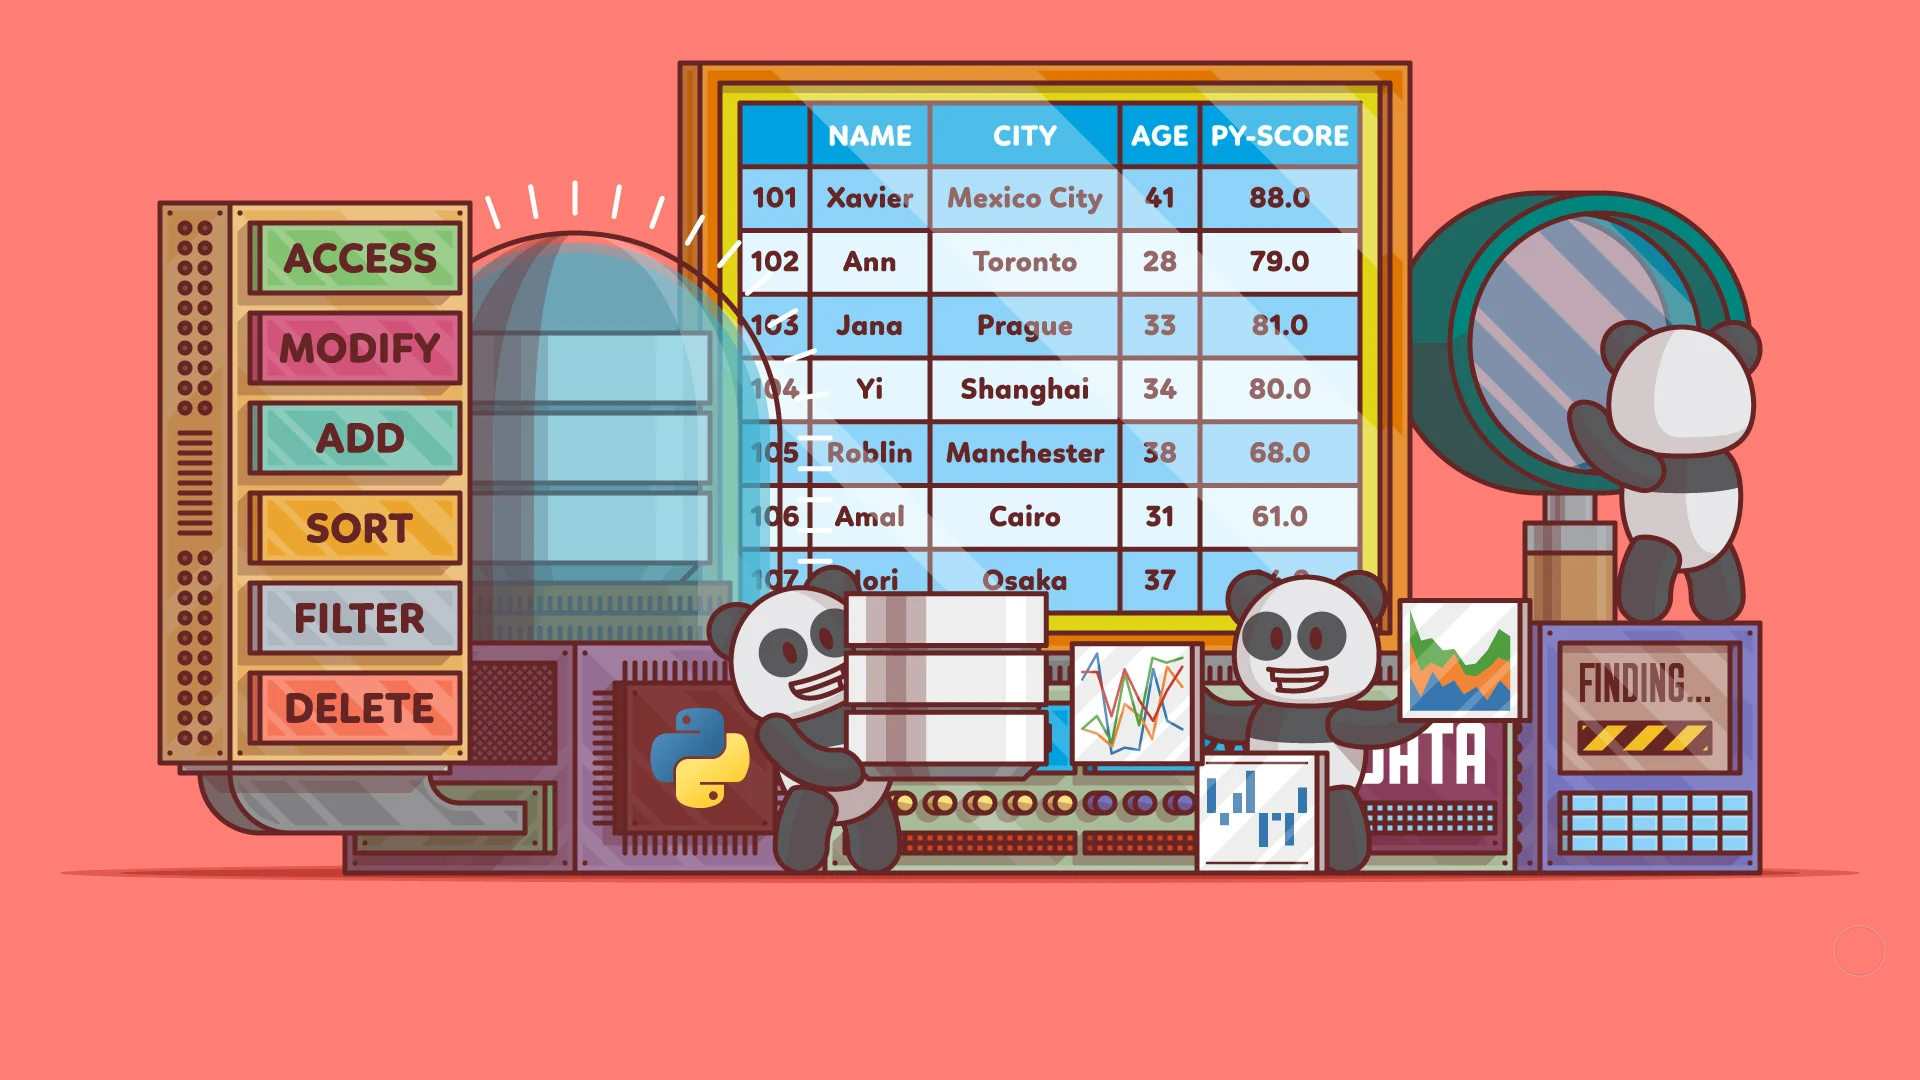 ACCESS
MODIFY
ADD
SORT
FILTER
DELETE
NAME CITY AGE PY-SCORE
101 Xavier Mexico City 41 88.0
102 Ann Toronto 28 79.0
103 Jana Prague 33 81.0
104 Yi Shanghai 34 80.0
105 Roblin Manchester 38 68.0
106 Amal Cairo 31 61.0
107 Osaka 37
FINDING...
DATA